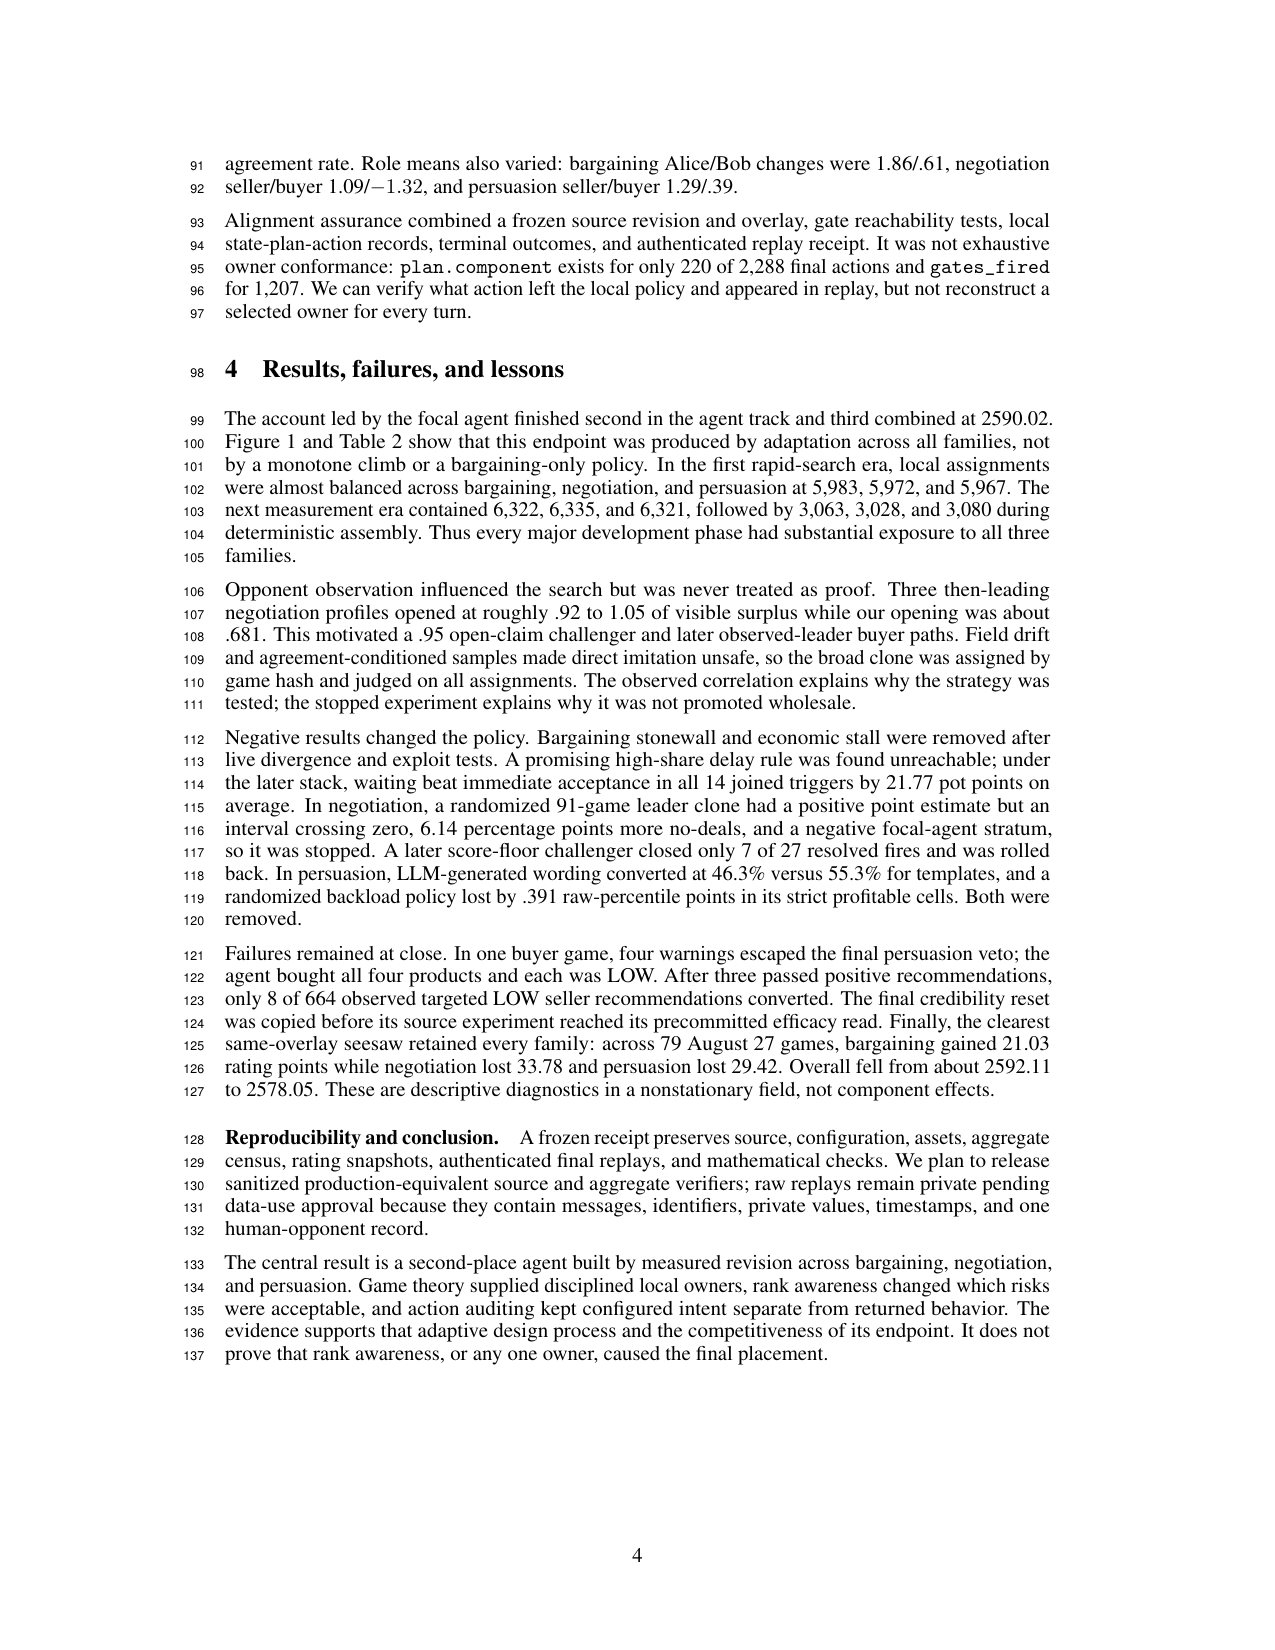 91 agreement rate. Role means also varied: bargaining Alice/Bob changes were 1.86/.61, negotiation
92 seller/buyer 1.09/−1.32, and persuasion seller/buyer 1.29/.39.
93 Alignment assurance combined a frozen source revision and overlay, gate reachability tests, local
94 state-plan-action records, terminal outcomes, and authenticated replay receipt. It was not exhaustive
95 owner conformance: plan.component exists for only 220 of 2,288 final actions and gates_fired
96 for 1,207. We can verify what action left the local policy and appeared in replay, but not reconstruct a
97 selected owner for every turn.
98 4 Results, failures, and lessons
99 The account led by the focal agent finished second in the agent track and third combined at 2590.02.
100 Figure 1 and Table 2 show that this endpoint was produced by adaptation across all families, not
101 by a monotone climb or a bargaining-only policy. In the first rapid-search era, local assignments
102 were almost balanced across bargaining, negotiation, and persuasion at 5,983, 5,972, and 5,967. The
103 next measurement era contained 6,322, 6,335, and 6,321, followed by 3,063, 3,028, and 3,080 during
104 deterministic assembly. Thus every major development phase had substantial exposure to all three
105 families.
106 Opponent observation influenced the search but was never treated as proof. Three then-leading
107 negotiation profiles opened at roughly .92 to 1.05 of visible surplus while our opening was about
108 .681. This motivated a .95 open-claim challenger and later observed-leader buyer paths. Field drift
109 and agreement-conditioned samples made direct imitation unsafe, so the broad clone was assigned by
110 game hash and judged on all assignments. The observed correlation explains why the strategy was
111 tested; the stopped experiment explains why it was not promoted wholesale.
112 Negative results changed the policy. Bargaining stonewall and economic stall were removed after
113 live divergence and exploit tests. A promising high-share delay rule was found unreachable; under
114 the later stack, waiting beat immediate acceptance in all 14 joined triggers by 21.77 pot points on
115 average. In negotiation, a randomized 91-game leader clone had a positive point estimate but an
116 interval crossing zero, 6.14 percentage points more no-deals, and a negative focal-agent stratum,
117 so it was stopped. A later score-floor challenger closed only 7 of 27 resolved fires and was rolled
118 back. In persuasion, LLM-generated wording converted at 46.3% versus 55.3% for templates, and a
119 randomized backload policy lost by .391 raw-percentile points in its strict profitable cells. Both were
120 removed.
121 Failures remained at close. In one buyer game, four warnings escaped the final persuasion veto; the
122 agent bought all four products and each was LOW. After three passed positive recommendations,
123 only 8 of 664 observed targeted LOW seller recommendations converted. The final credibility reset
124 was copied before its source experiment reached its precommitted efficacy read. Finally, the clearest
125 same-overlay seesaw retained every family: across 79 August 27 games, bargaining gained 21.03
126 rating points while negotiation lost 33.78 and persuasion lost 29.42. Overall fell from about 2592.11
127 to 2578.05. These are descriptive diagnostics in a nonstationary field, not component effects.
128 Reproducibility and conclusion. A frozen receipt preserves source, configuration, assets, aggregate
129 census, rating snapshots, authenticated final replays, and mathematical checks. We plan to release
130 sanitized production-equivalent source and aggregate verifiers; raw replays remain private pending
131 data-use approval because they contain messages, identifiers, private values, timestamps, and one
132 human-opponent record.
133 The central result is a second-place agent built by measured revision across bargaining, negotiation,
134 and persuasion. Game theory supplied disciplined local owners, rank awareness changed which risks
135 were acceptable, and action auditing kept configured intent separate from returned behavior. The
136 evidence supports that adaptive design process and the competitiveness of its endpoint. It does not
137 prove that rank awareness, or any one owner, caused the final placement.
4